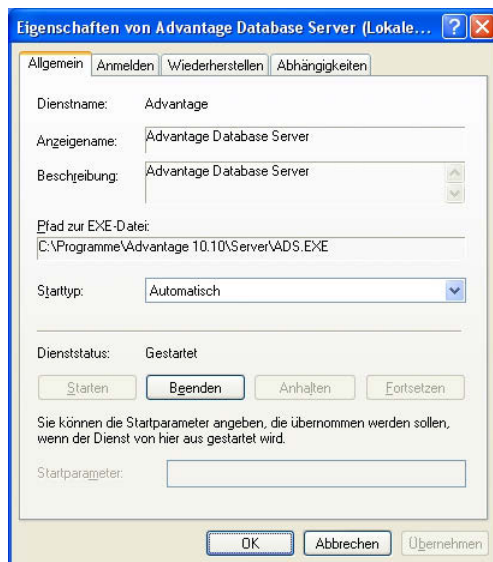 Eigenschaften von Advantage Database Server (Lokale...
Allgemein Anmelden Wiederherstellen Abhängigkeiten
Dienstname: Advantage
Anzeigename: Advantage Database Server
Beschreibung: Advantage Database Server
Pfad zur EXE-Datei:
C:\Programme\Advantage 10.10\Server\ADS.EXE
Starttyp: Automatisch
Dienststatus: Gestartet
Starten Beenden Anhalten Fortsetzen
Sie können die Startparameter angeben, die übernommen werden sollen,
wenn der Dienst von hier aus gestartet wird.
Startparameter:
OK Abbrechen Übernehmen